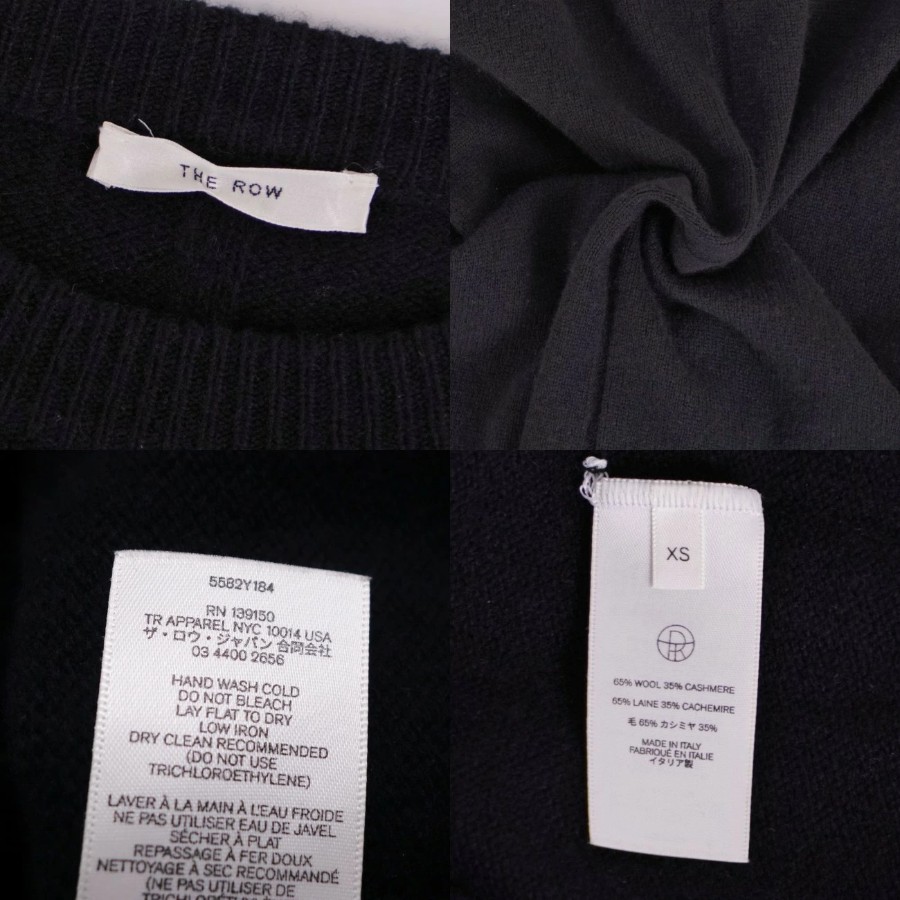 THE ROW
5582Y184
RN 139150
TR APPAREL NYC 10014 USA
ザ・ロウ・ジャパン 合同会社
03 4400 2656
HAND WASH COLD
DO NOT BLEACH
LAY FLAT TO DRY
LOW IRON
DRY CLEAN RECOMMENDED
(DO NOT USE
TRICHLOROETHYLENE)
LAVER À LA MAIN À L'EAU FROIDE
NE PAS UTILISER EAU DE JAVEL
SÉCHER À PLAT
REPASSAGE À FER DOUX
NETTOYAGE À SEC RECOMMANDÉ
(NE PAS UTILISER DE
TRICHLOROETHYLENE)
XS
65% WOOL 35% CASHMERE
65% LAINE 35% CACHEMIRE
毛 65% カシミヤ 35%
MADE IN ITALY
FABRIQUÉ EN ITALIE
イタリア製